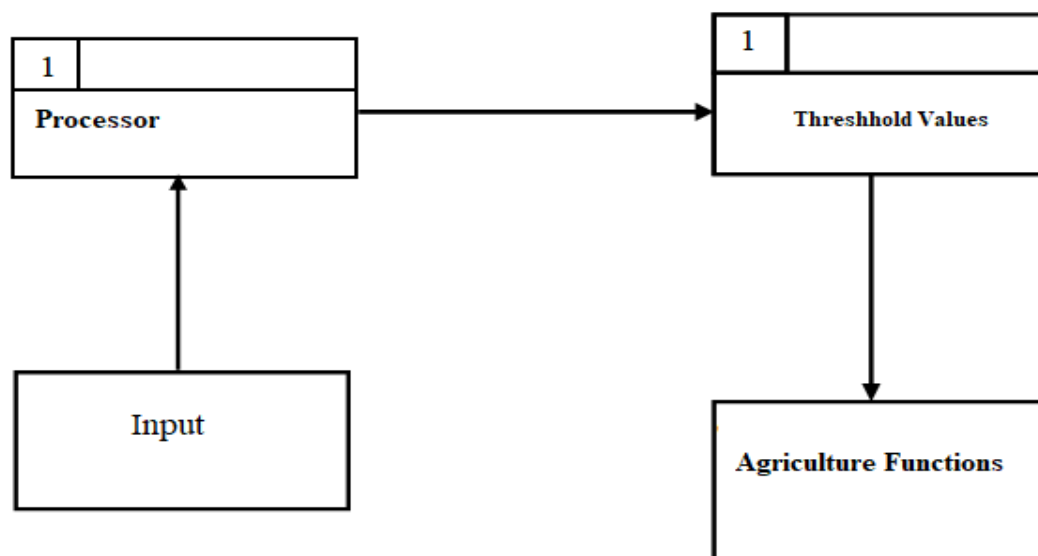 1
Processor
1
Threshhold Values
Input
Agriculture Functions